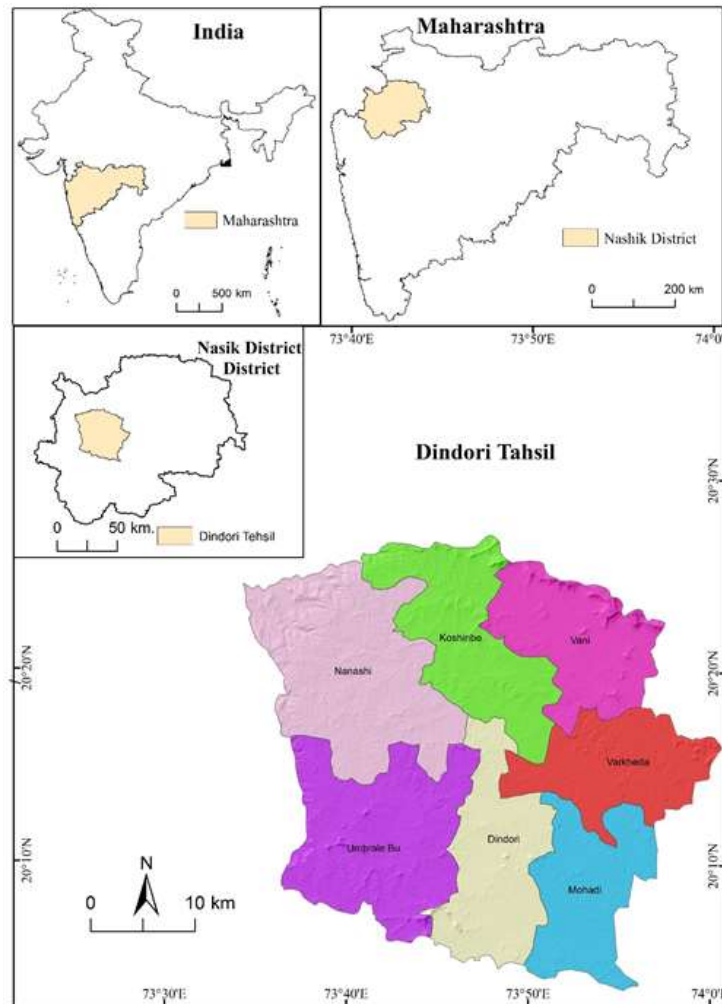 India
Maharashtra
0 500 km
Maharashtra
Nashik District
0 200 km
73°40'E 73°50'E 74°0'
Nasik District
District
0 50 km.
Dindori Tehsil
Dindori Tahsil
20°30'N
Koshinbe
Vani
Nanashi
20°20'N 20°20'N
Varkheda
Umbrale Bu
Dindori
Mohadi
20°10'N 20°10'N
N
0 10 km
73°30'E 73°40'E 73°50'E 74°0'